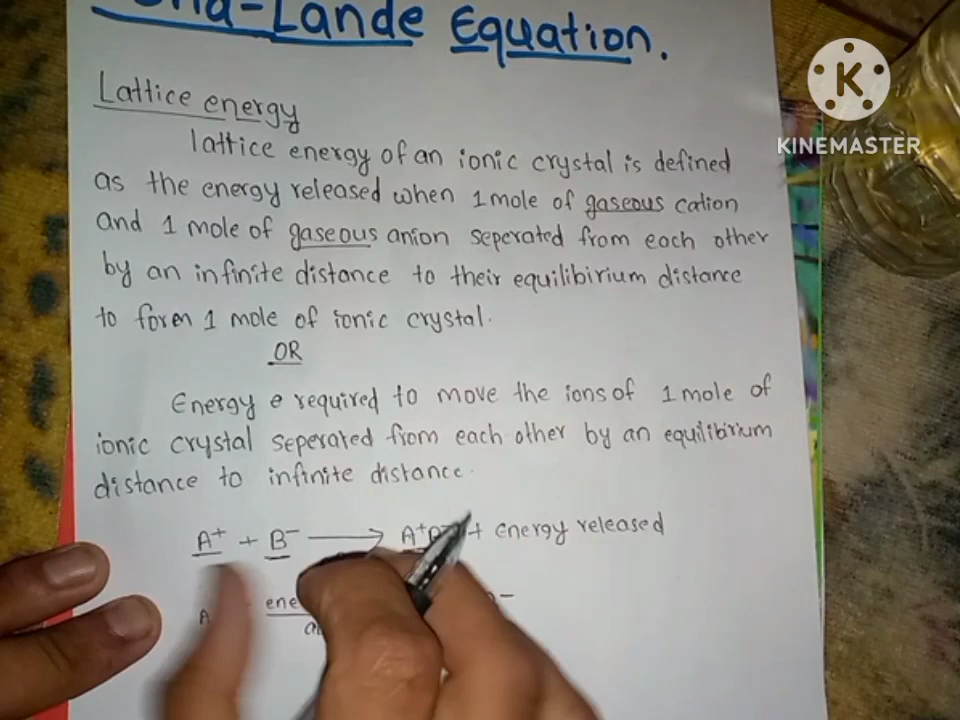 -Lande Equation.
K
KINEMASTER
Lattice energy
lattice energy of an ionic crystal is defined
as the energy released when 1 mole of gaseous cation
and 1 mole of gaseous anion seperated from each other
by an infinite distance to their equilibirium distance
to form 1 mole of ionic crystal.
OR
Energy e required to move the ions of 1 mole of
ionic crystal seperated from each other by an equilibirium
distance to infinite distance.
A⁺ + B⁻ ⟶ A⁺ + energy released
A ene